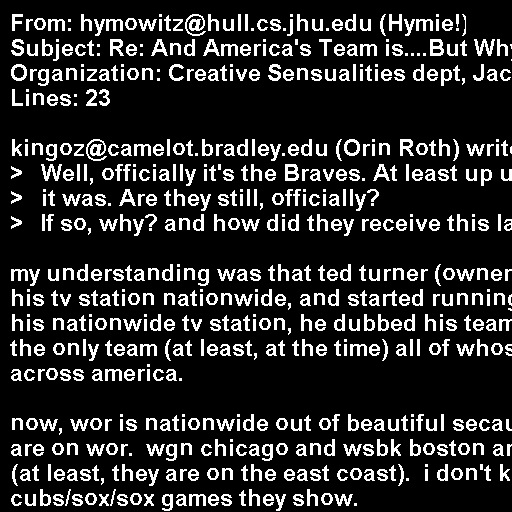 From: hymowitz@hull.cs.jhu.edu (Hymie!)
Subject: Re: And America's Team is....But Why
Organization: Creative Sensualities dept, Jac
Lines: 23

kingoz@camelot.bradley.edu (Orin Roth) write
>   Well, officially it's the Braves. At least up u
>   it was. Are they still, officially?
>   If so, why? and how did they receive this la

my understanding was that ted turner (owner
his tv station nationwide, and started running
his nationwide tv station, he dubbed his team
the only team (at least, at the time) all of whos
across america.

now, wor is nationwide out of beautiful secau
are on wor.  wgn chicago and wsbk boston ar
(at least, they are on the east coast).  i don't k
cubs/sox/sox games they show.